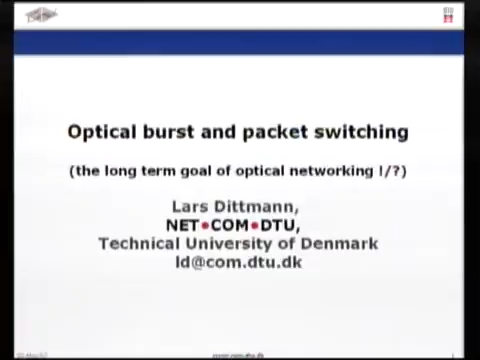 DTU
Optical burst and packet switching
(the long term goal of optical networking !/?)
Lars Dittmann,
NET•COM•DTU,
Technical University of Denmark
ld@com.dtu.dk